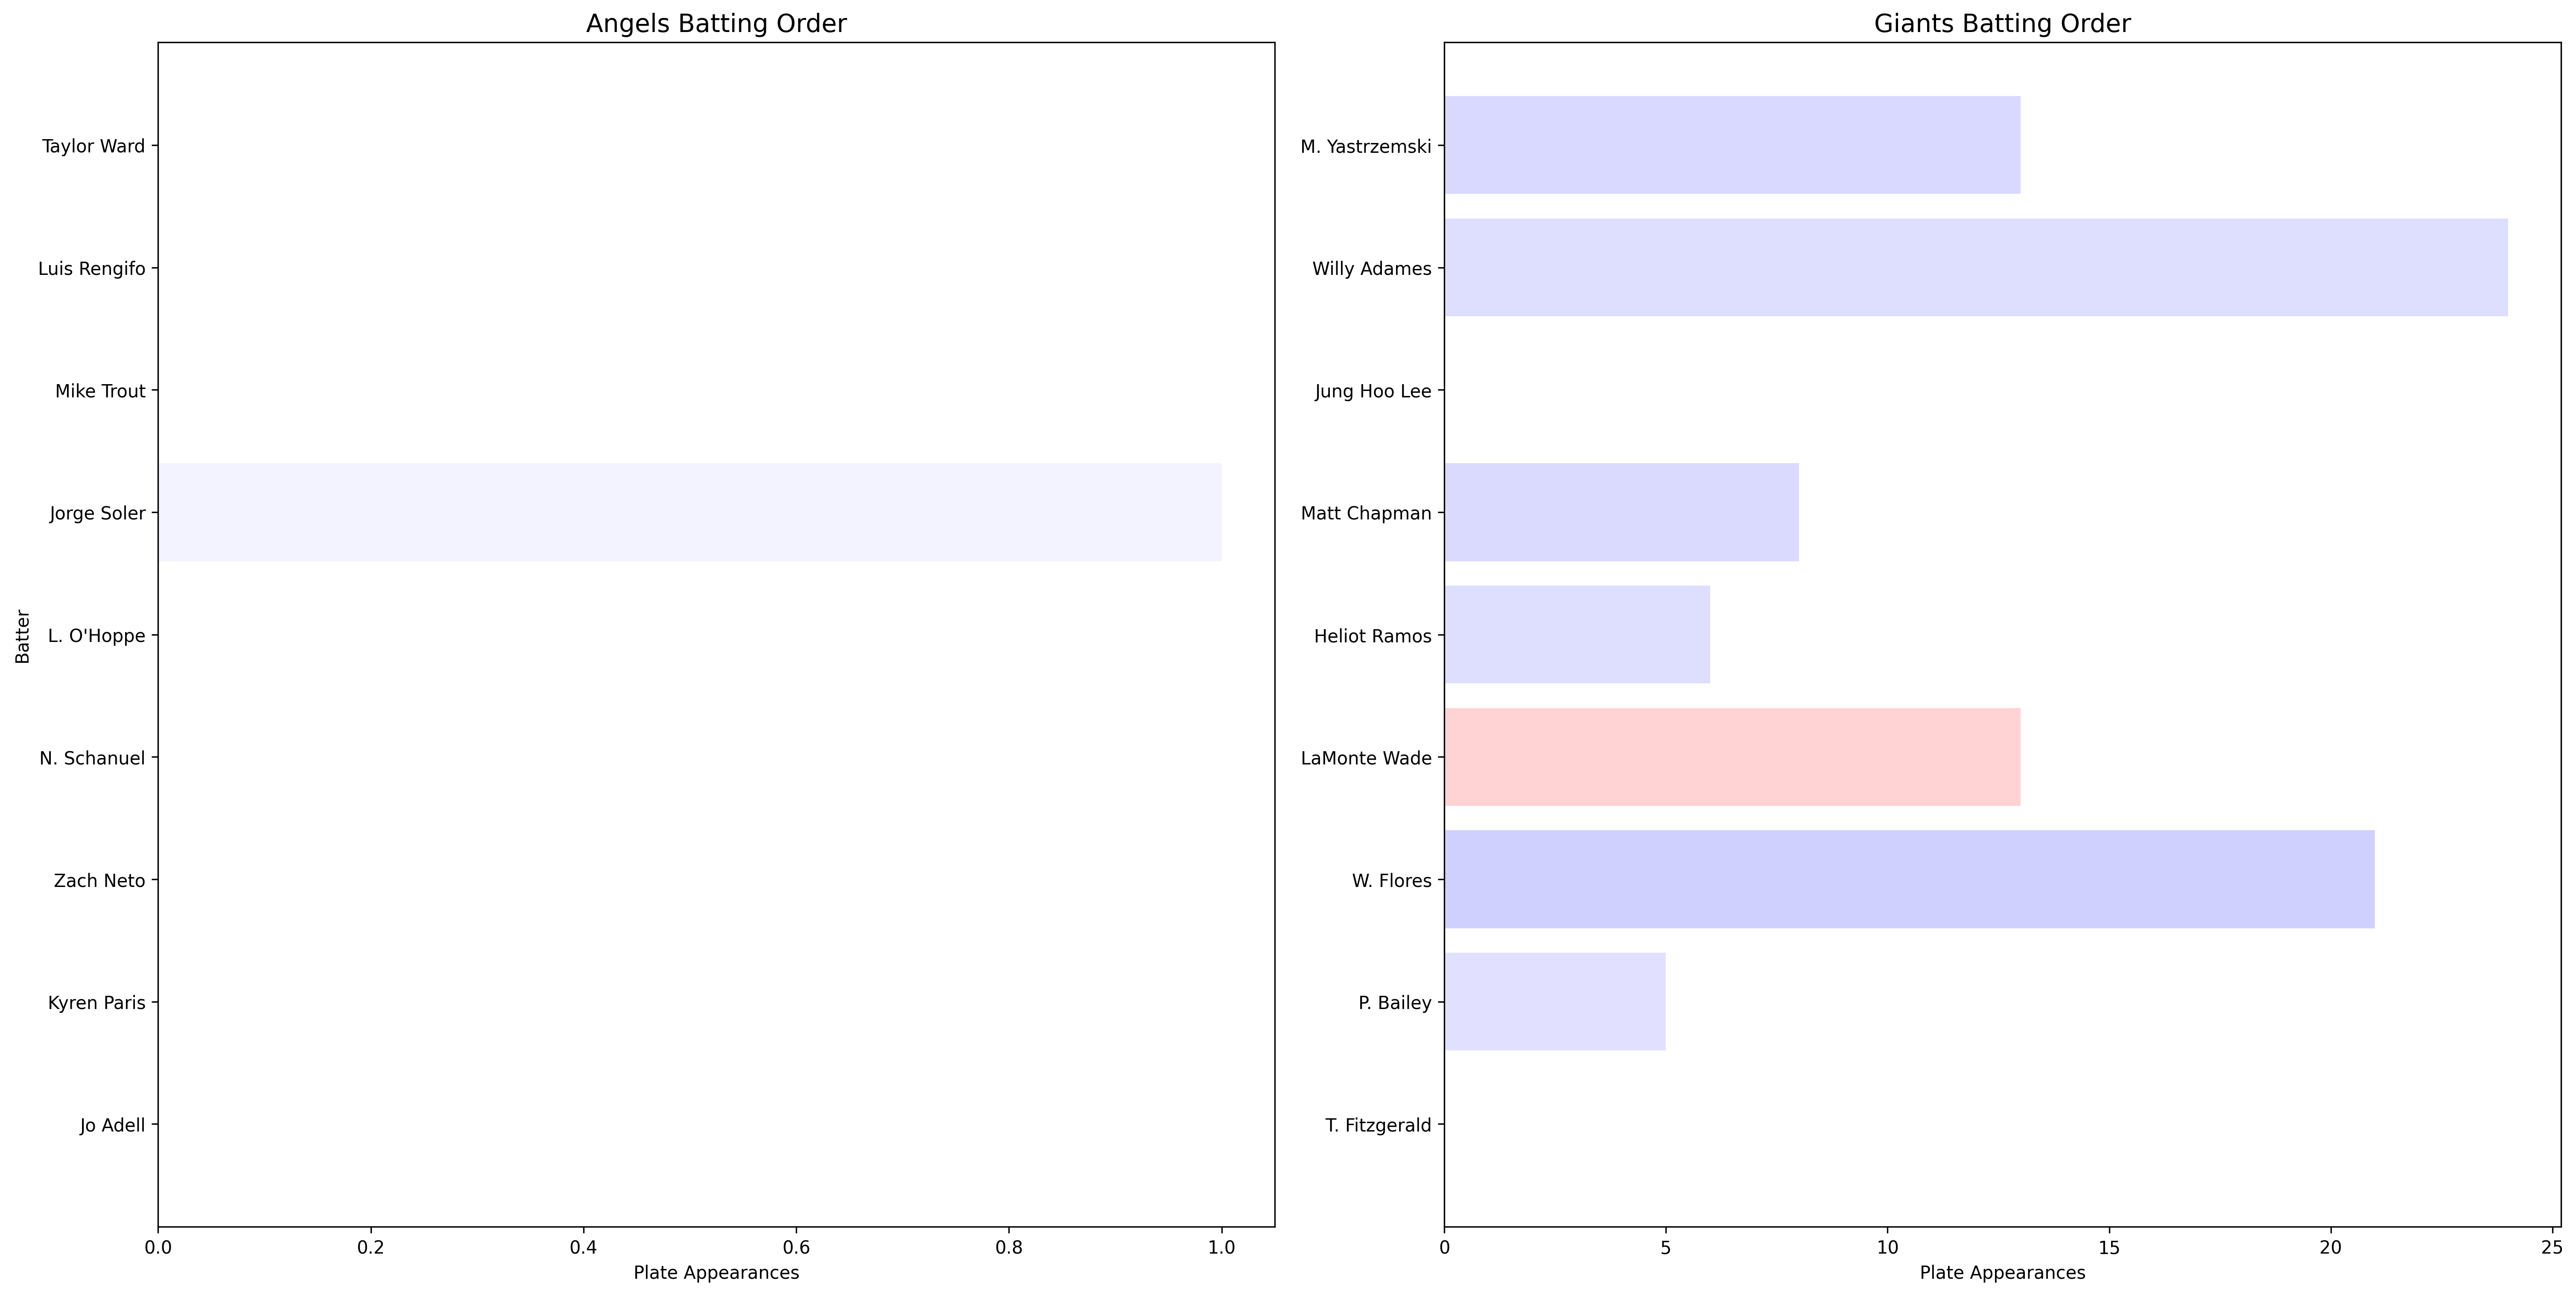 Angels Batting Order
Batter
Taylor Ward
Luis Rengifo
Mike Trout
Jorge Soler
L. O'Hoppe
N. Schanuel
Zach Neto
Kyren Paris
Jo Adell
0.0 0.2 0.4 0.6 0.8 1.0
Plate Appearances
Giants Batting Order
M. Yastrzemski
Willy Adames
Jung Hoo Lee
Matt Chapman
Heliot Ramos
LaMonte Wade
W. Flores
P. Bailey
T. Fitzgerald
0 5 10 15 20 25
Plate Appearances